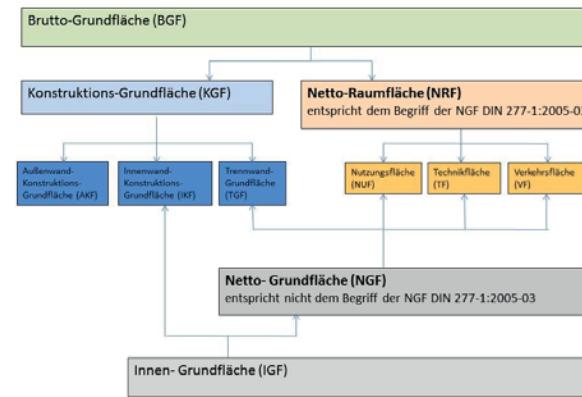 Brutto-Grundfläche (BGF)
Konstruktions-Grundfläche (KGF)
Netto-Raumfläche (NRF)
entspricht dem Begriff der NGF DIN 277-1:2005-03
Außenwand-
Konstruktions-
Grundfläche (AKF)
Innenwand-
Konstruktions-
Grundfläche (IKF)
Trennwand-
Grundfläche
(TGF)
Nutzungsfläche
(NUF)
Technikfläche
(TF)
Verkehrsfläche
(VF)
Netto- Grundfläche (NGF)
entspricht nicht dem Begriff der NGF DIN 277-1:2005-03
Innen- Grundfläche (IGF)